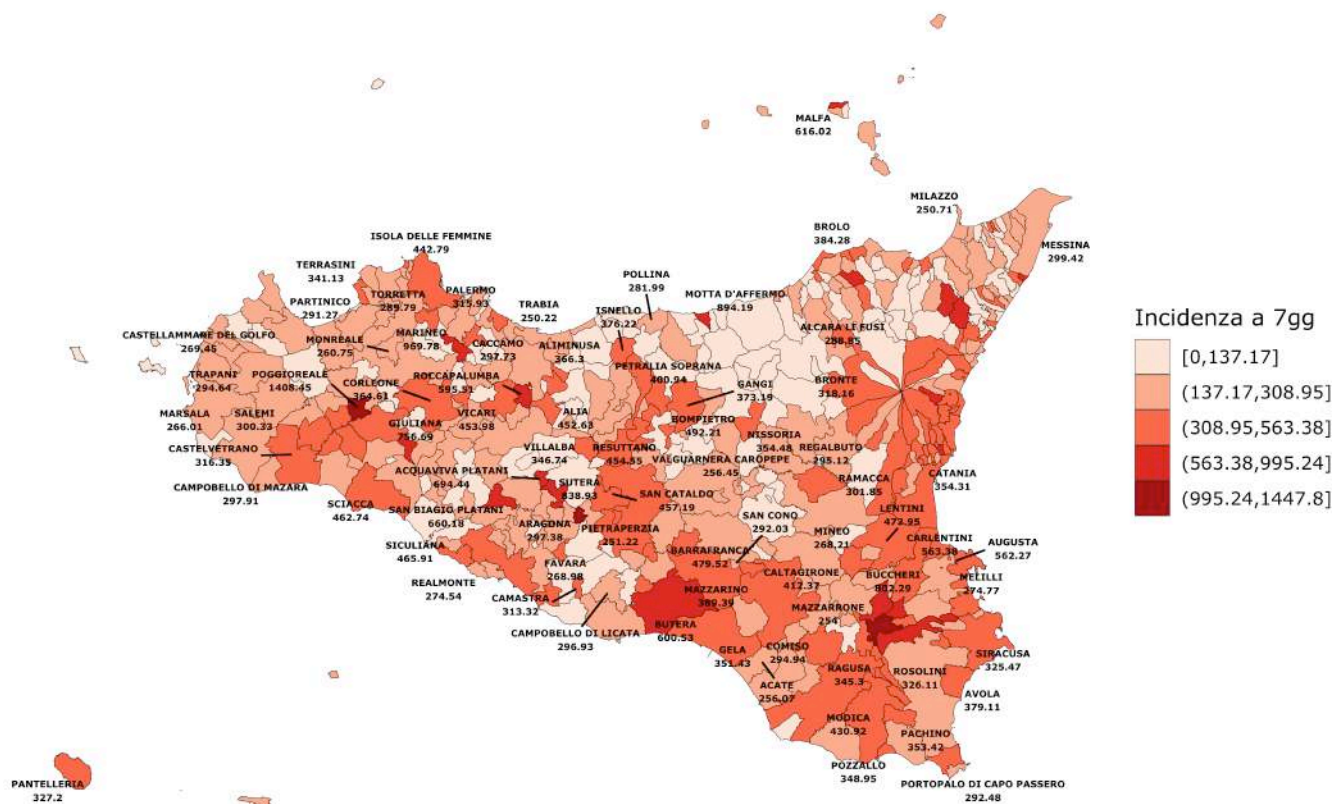 MALFA
616.02
MILAZZO
250.71
BROLO
384.28
MESSINA
299.42
ISOLA DELLE FEMMINE
442.79
TERRASINI
341.13
POLLINA
281.99
MOTTA D'AFFERMO
894.19
PALERMO
315.93
TORRETTA
289.79
PARTINICO
291.27
TRABIA
250.22
ISNELLO
376.22
ALCARA LI FUSI
288.85
CASTELLAMMARE DEL GOLFO
269.45
MONREALE
260.75
MARINEO
969.78
CACCAMO
297.73
ALIMINUSA
366.3
PETRALIA SOPRANA
400.94
GANGI
373.19
BRONTE
318.16
TRAPANI
294.64
POGGIOREALE
1408.45
CORLEONE
364.61
ROCCAPALUMBA
595.51
MARSALA
266.01
SALEMI
300.33
GIULIANA
756.69
VICARI
453.98
ALIA
452.63
BOMPIETRO
492.21
NISSORIA
354.48
CASTELVETRANO
316.35
VILLALBA
346.74
RESUTTANO
454.55
VALGUARNERA CAROPEPE
256.45
REGALBUTO
295.12
CATANIA
354.31
CAMPOBELLO DI MAZARA
297.91
ACQUAVIVA PLATANI
694.44
SUTERA
838.93
SAN CATALDO
457.19
RAMACCA
301.85
SCIACCA
462.74
SAN BIAGIO PLATANI
660.18
ARAGONA
297.38
PIETRAPERZIA
251.22
SAN CONO
292.03
LENTINI
473.95
MINEO
268.21
CARLENTINI
563.38
AUGUSTA
562.27
SICULIANA
465.91
FAVARA
268.98
BARRAFRANCA
479.52
CALTAGIRONE
412.37
BUCCHERI
802.29
MELILLI
274.77
REALMONTE
274.54
CAMASTRA
313.32
MAZZARINO
389.39
MAZZARRONE
254
CAMPOBELLO DI LICATA
296.93
BUTERA
600.53
GELA
351.43
COMISO
294.94
SIRACUSA
325.47
RAGUSA
345.3
ROSOLINI
326.11
ACATE
256.07
AVOLA
379.11
MODICA
430.92
PACHINO
353.42
POZZALLO
348.95
PORTOPALO DI CAPO PASSERO
292.48
PANTELLERIA
327.2
Incidenza a 7gg
[0,137.17]
(137.17,308.95]
(308.95,563.38]
(563.38,995.24]
(995.24,1447.8]